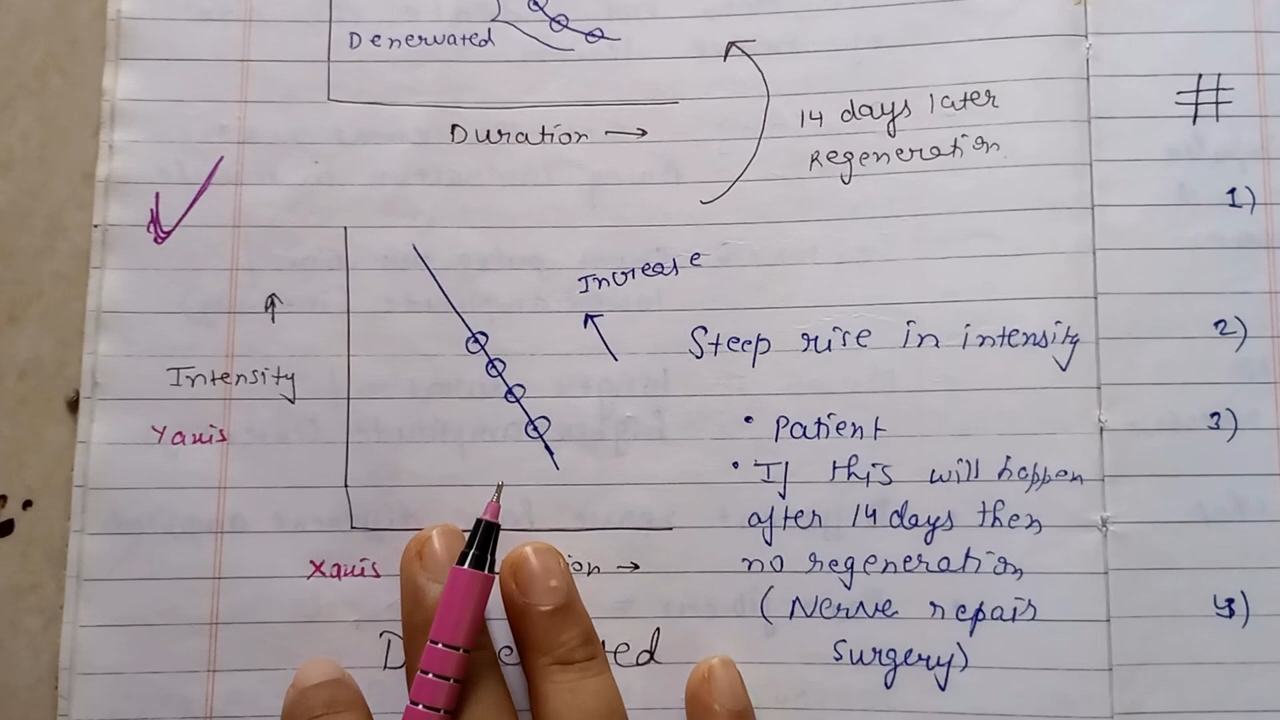 Denervated
Duration →
14 days later
Regeneration
#
1)
Increase
↑
2)
Steep rise in intensity
Intensity
Y axis
3)
• Patient
• If this will happen
after 14 days then
no regeneration
X axis
→
(Nerve repair
4)
surgery)